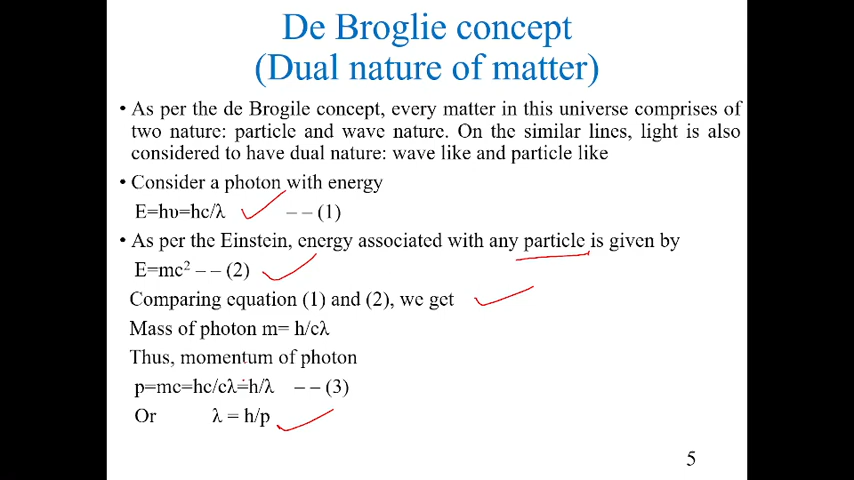 De Broglie concept
(Dual nature of matter)
• As per the de Brogile concept, every matter in this universe comprises of
two nature: particle and wave nature. On the similar lines, light is also
considered to have dual nature: wave like and particle like
• Consider a photon with energy
E=hυ=hc/λ – – (1)
• As per the Einstein, energy associated with any particle is given by
E=mc² – – (2)
Comparing equation (1) and (2), we get
Mass of photon m= h/cλ
Thus, momentum of photon
p=mc=hc/cλ=h/λ – – (3)
Or λ = h/p
5